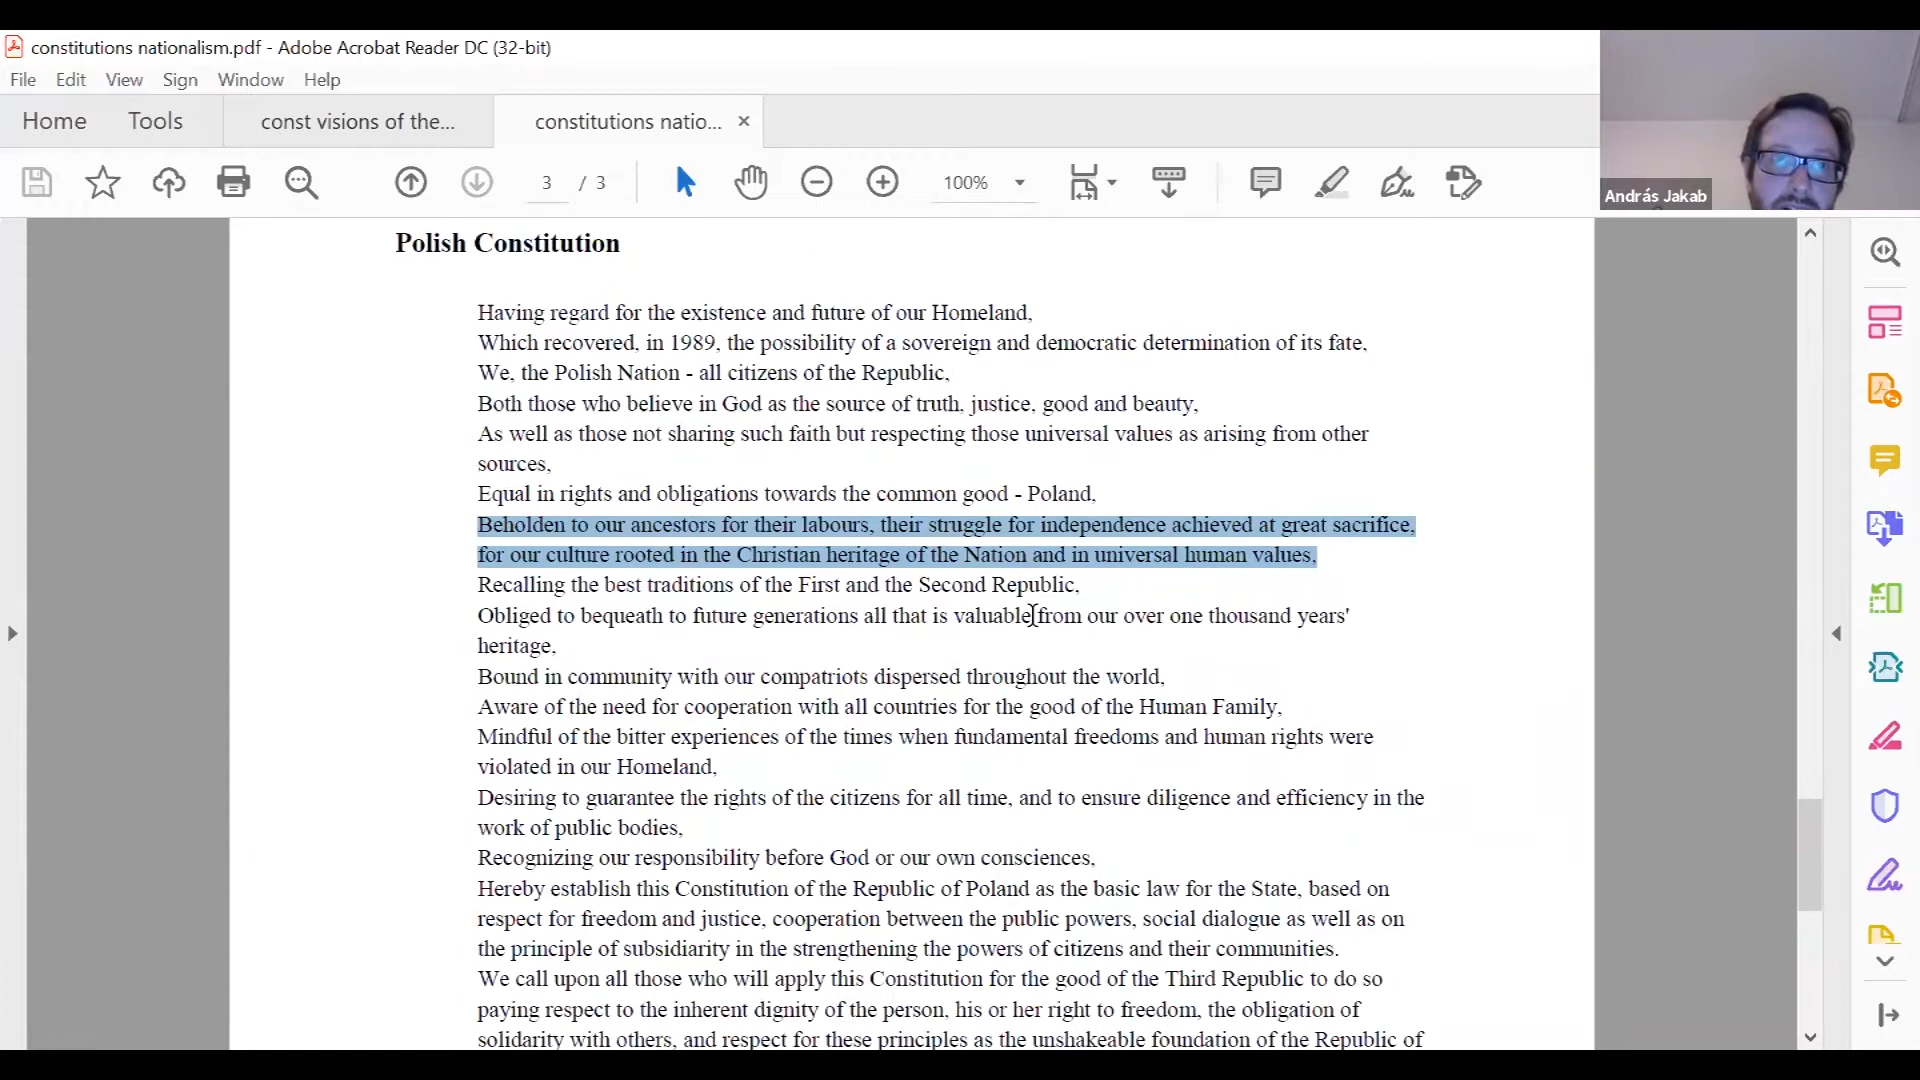 constitutions nationalism.pdf - Adobe Acrobat Reader DC (32-bit)
File Edit View Sign Window Help
Home Tools const visions of the... constitutions natio... ×
3 / 3 100%
András Jakab
Polish Constitution
Having regard for the existence and future of our Homeland,
Which recovered, in 1989, the possibility of a sovereign and democratic determination of its fate,
We, the Polish Nation - all citizens of the Republic,
Both those who believe in God as the source of truth, justice, good and beauty,
As well as those not sharing such faith but respecting those universal values as arising from other
sources,
Equal in rights and obligations towards the common good - Poland,
Beholden to our ancestors for their labours, their struggle for independence achieved at great sacrifice,
for our culture rooted in the Christian heritage of the Nation and in universal human values,
Recalling the best traditions of the First and the Second Republic,
Obliged to bequeath to future generations all that is valuable from our over one thousand years'
heritage,
Bound in community with our compatriots dispersed throughout the world,
Aware of the need for cooperation with all countries for the good of the Human Family,
Mindful of the bitter experiences of the times when fundamental freedoms and human rights were
violated in our Homeland,
Desiring to guarantee the rights of the citizens for all time, and to ensure diligence and efficiency in the
work of public bodies,
Recognizing our responsibility before God or our own consciences,
Hereby establish this Constitution of the Republic of Poland as the basic law for the State, based on
respect for freedom and justice, cooperation between the public powers, social dialogue as well as on
the principle of subsidiarity in the strengthening the powers of citizens and their communities.
We call upon all those who will apply this Constitution for the good of the Third Republic to do so
paying respect to the inherent dignity of the person, his or her right to freedom, the obligation of
solidarity with others, and respect for these principles as the unshakeable foundation of the Republic of